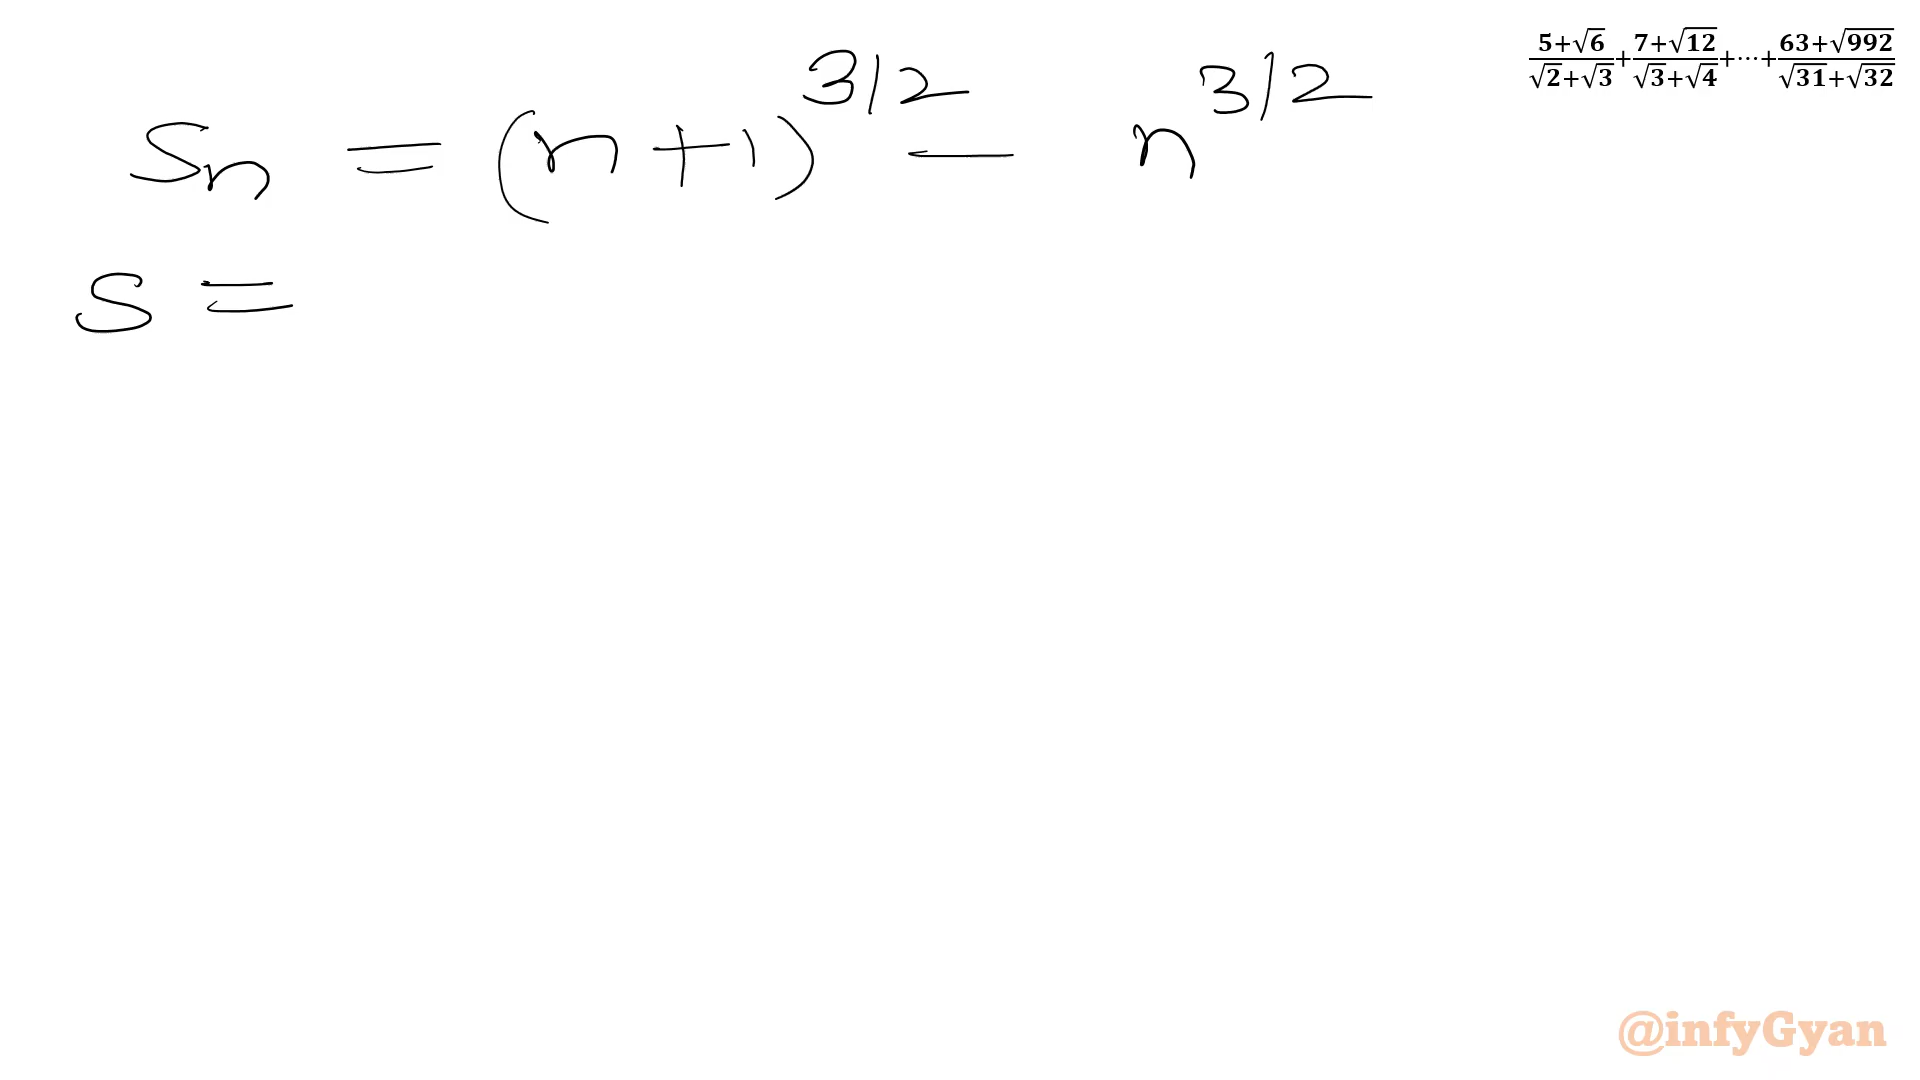 (5+√6)/(√2+√3) + (7+√12)/(√3+√4) + ⋯ + (63+√992)/(√31+√32)
Sn = (n+1)^3/2 − n^3/2
S =
@infyGyan